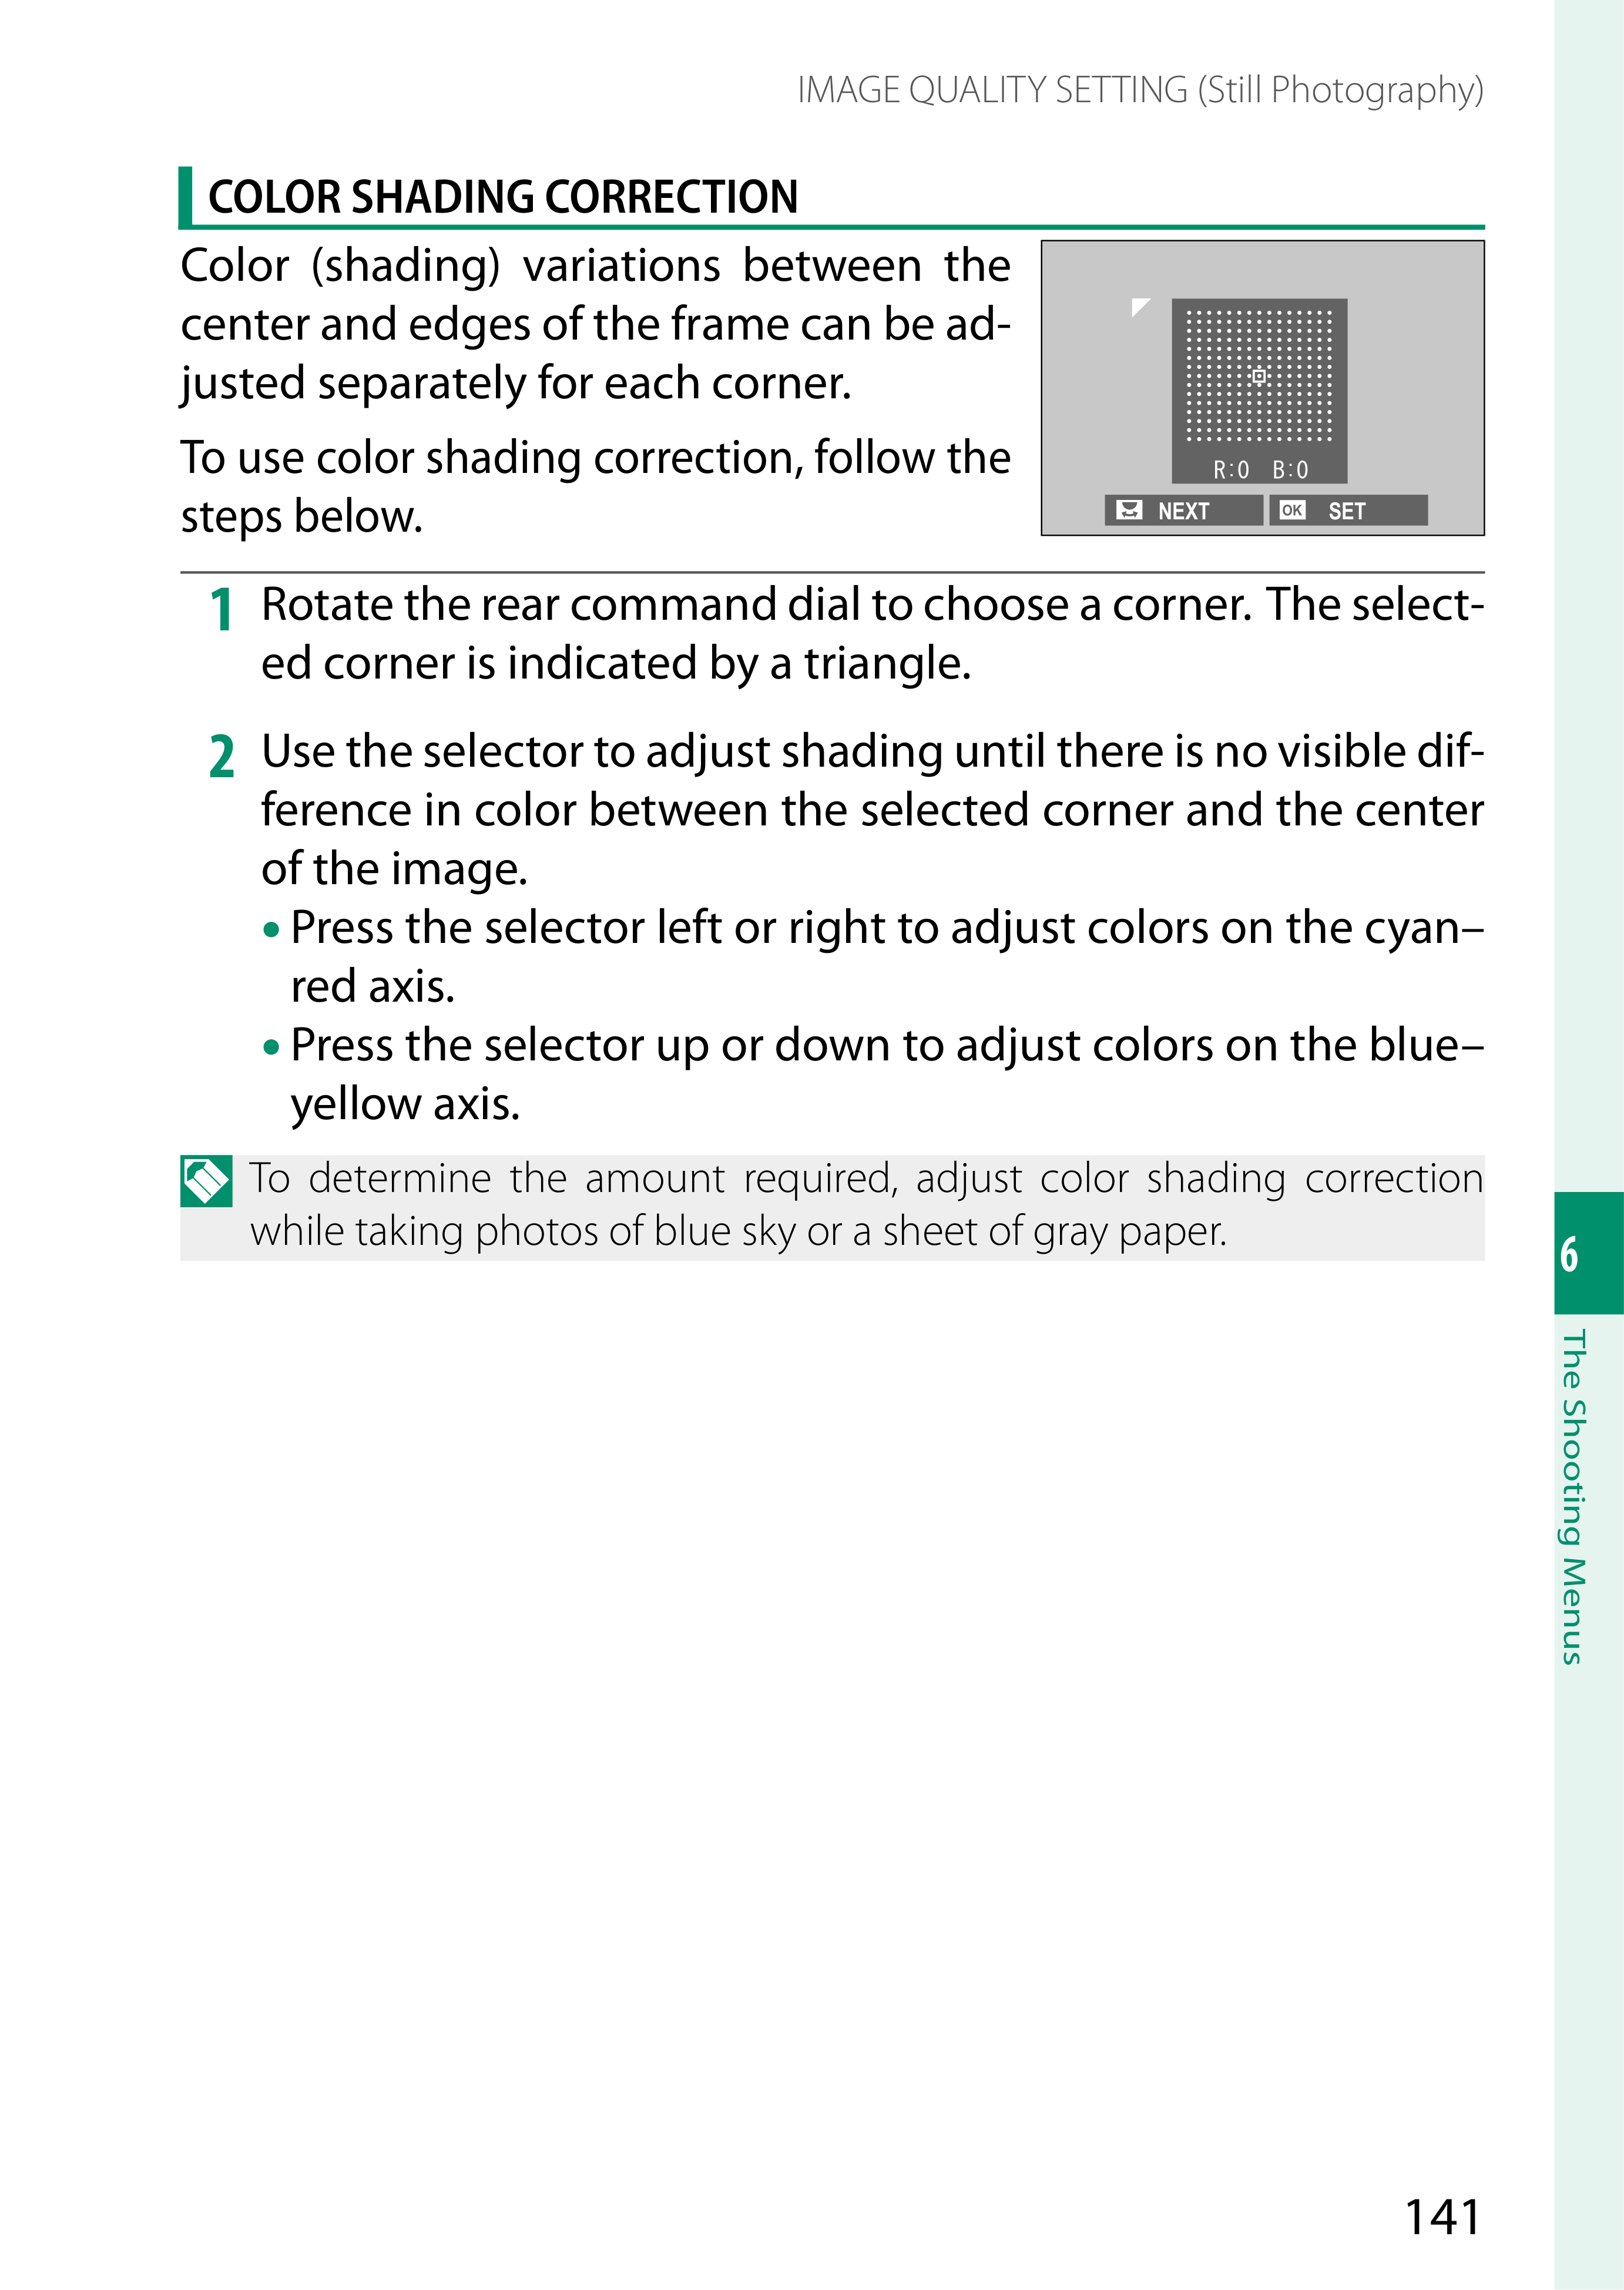 IMAGE QUALITY SETTING (Still Photography)
COLOR SHADING CORRECTION
Color (shading) variations between the
center and edges of the frame can be ad-
justed separately for each corner.
To use color shading correction, follow the
steps below.
R:0 B:0
NEXT OK SET
1 Rotate the rear command dial to choose a corner. The select-
ed corner is indicated by a triangle.
2 Use the selector to adjust shading until there is no visible dif-
ference in color between the selected corner and the center
of the image.
• Press the selector left or right to adjust colors on the cyan–
red axis.
• Press the selector up or down to adjust colors on the blue–
yellow axis.
To determine the amount required, adjust color shading correction
while taking photos of blue sky or a sheet of gray paper.
6
The Shooting Menus
141